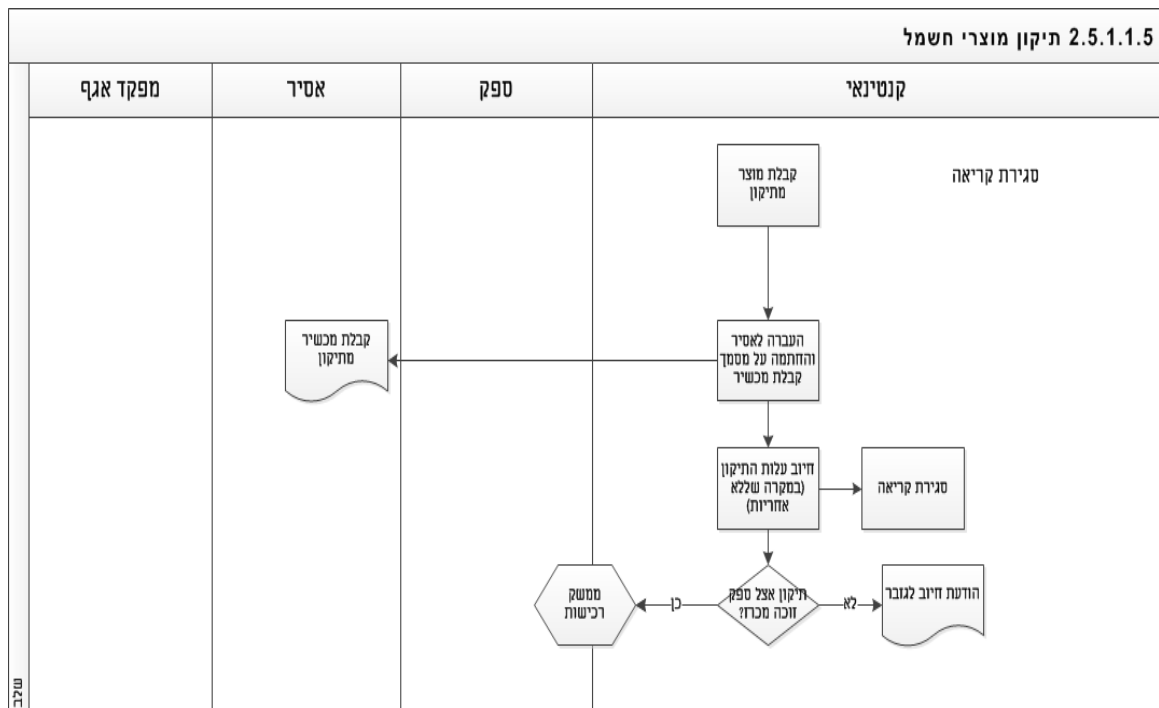 2.5.1.1.5 תיקון מוצרי חשמל
קנטינאי
ספק
אסיר
מפקד אגף
סגירת קריאה
קבלת מוצר
מתיקון
העברה לאסיר
והחתמה על מסמך
קבלת מכשיר
קבלת מכשיר
מתיקון
חיוב עלות התיקון
(במקרה שללא
אחריות)
סגירת קריאה
תיקון אצל ספק
זוכה מכרז?
לא
הודעת חיוב לגזבר
כן
ממשק
רכישות
שלב